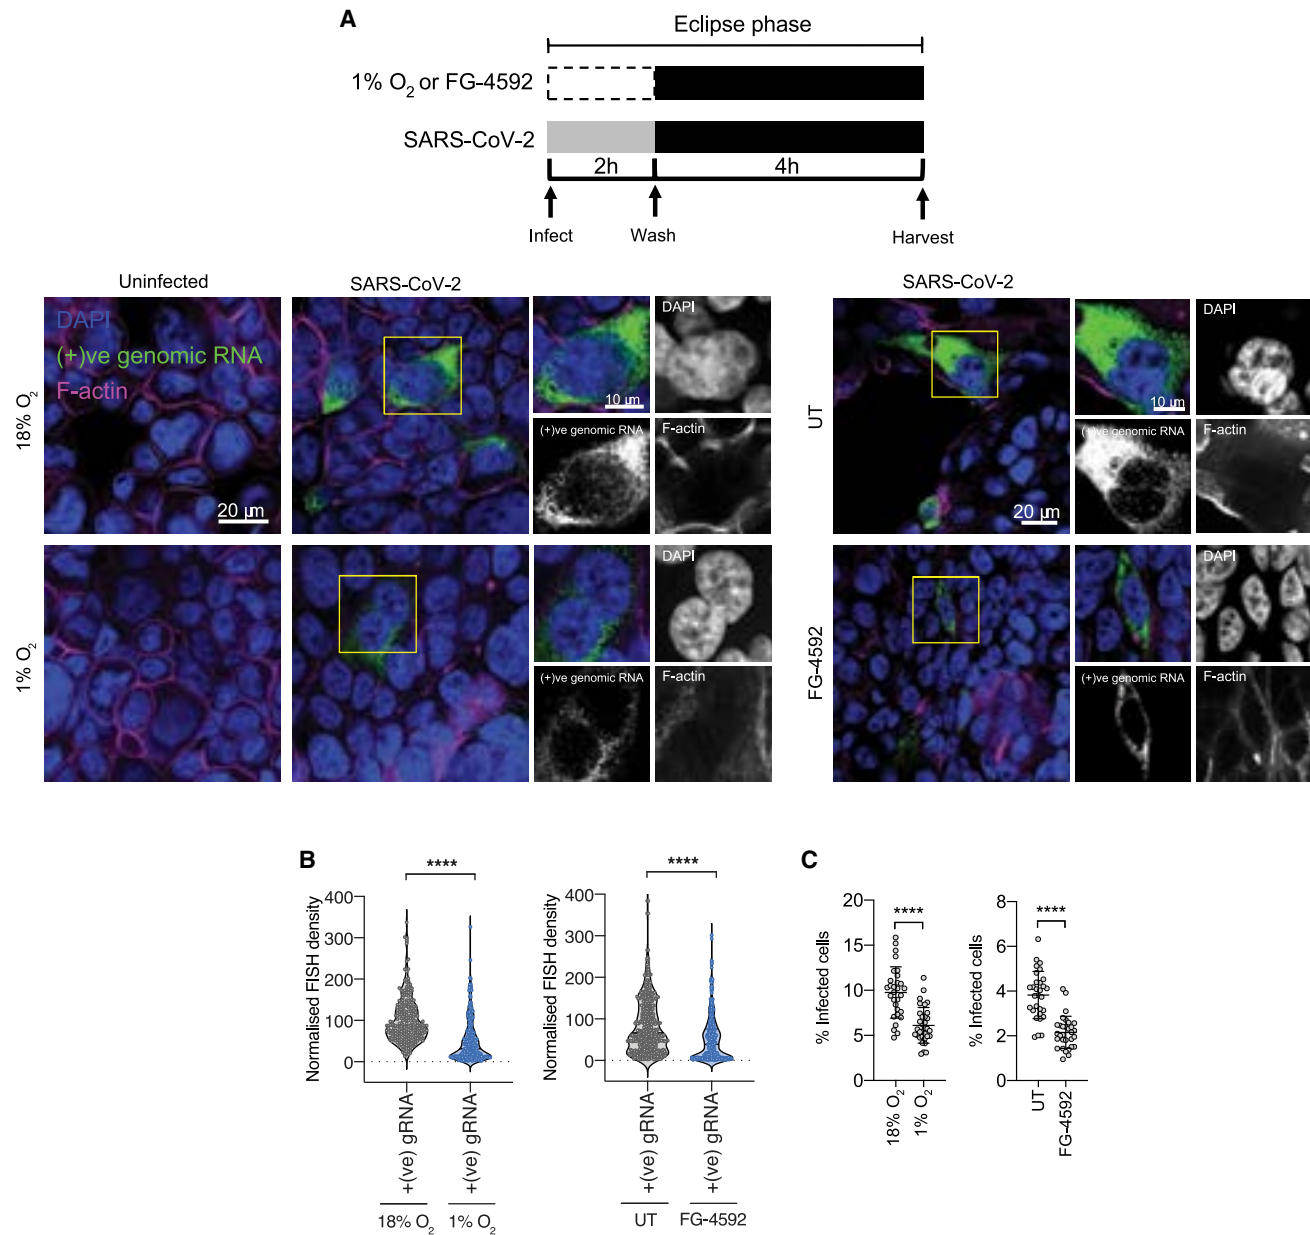 A
Eclipse phase
1% O2 or FG-4592
SARS-CoV-2
2h
4h
Infect
Wash
Harvest
Uninfected
SARS-CoV-2
SARS-CoV-2
18% O2
DAPI
(+)ve genomic RNA
F-actin
20 µm
10 µm
DAPI
(+)ve genomic RNA
F-actin
UT
20 µm
10 µm
DAPI
(+)ve genomic RNA
F-actin
1% O2
DAPI
(+)ve genomic RNA
F-actin
FG-4592
DAPI
(+)ve genomic RNA
F-actin
B
****
Normalised FISH density
400
300
200
100
0
+(ve) gRNA
+(ve) gRNA
18% O2
1% O2
****
Normalised FISH density
400
300
200
100
0
+(ve) gRNA
+(ve) gRNA
UT
FG-4592
C
****
% Infected cells
20
15
10
5
0
18% O2
1% O2
****
% Infected cells
8
6
4
2
0
UT
FG-4592